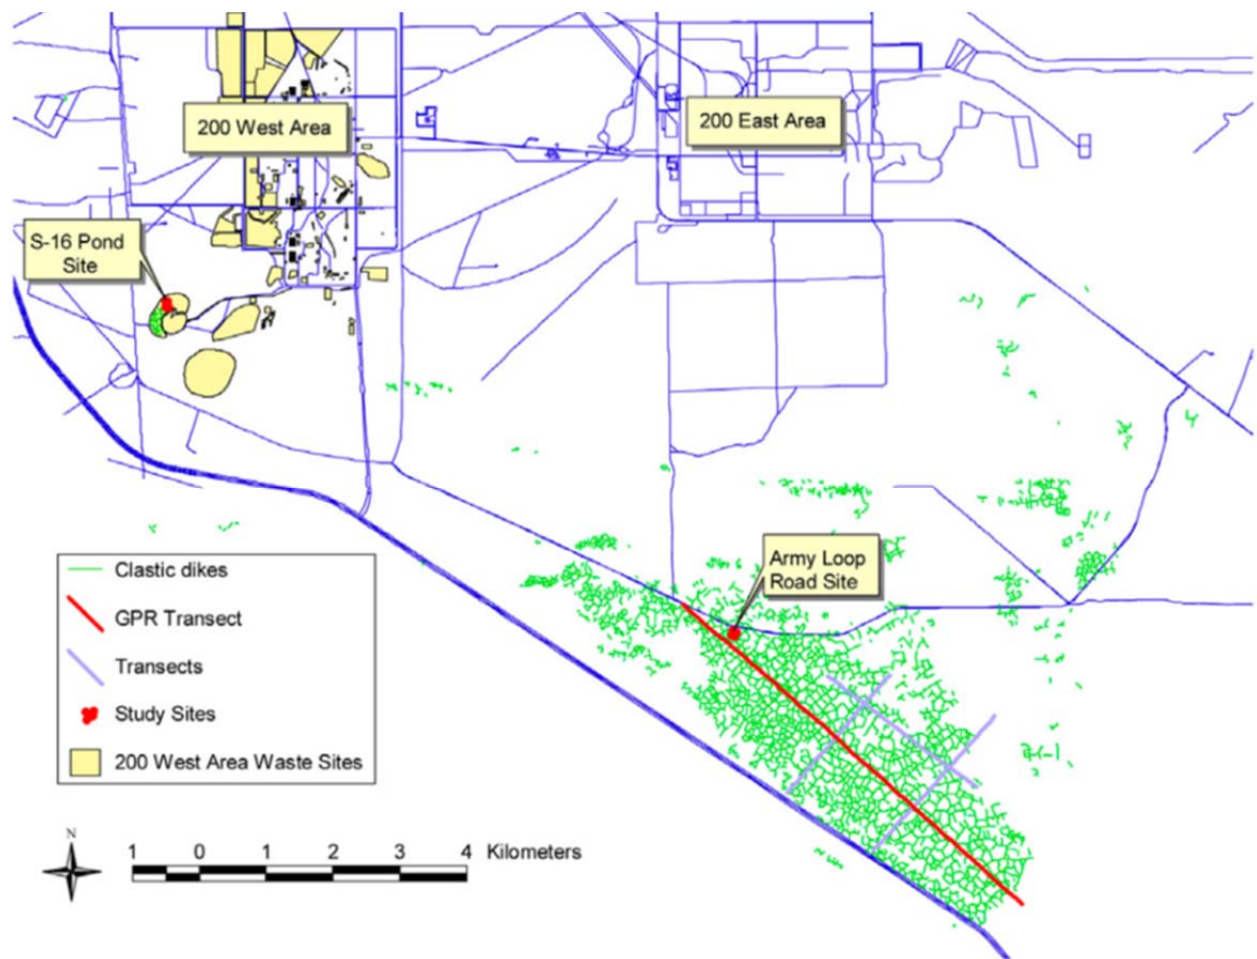 200 West Area
200 East Area
S-16 Pond
Site
Army Loop
Road Site
Clastic dikes
GPR Transect
Transects
Study Sites
200 West Area Waste Sites
N
1 0 1 2 3 4 Kilometers